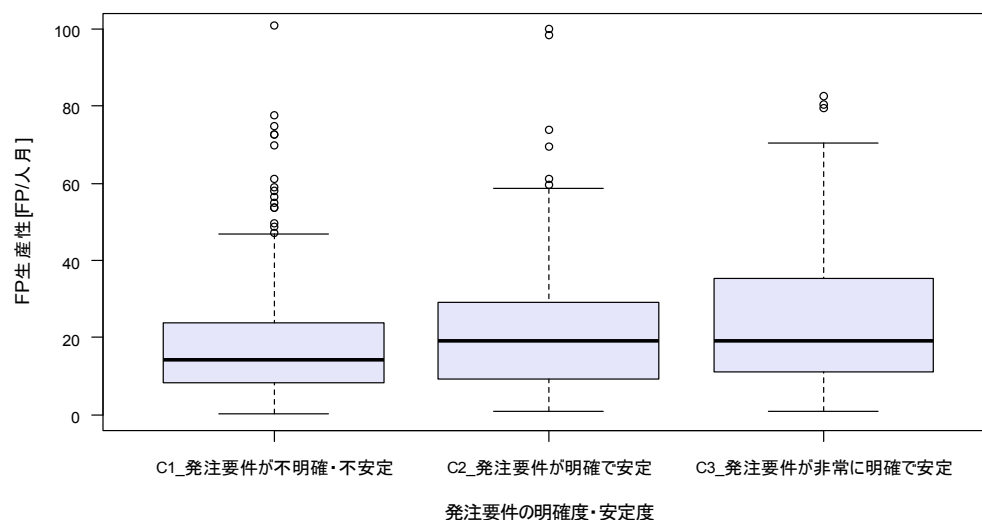 FP生産性[FP/人月]
100
80
60
40
20
0
C1_発注要件が不明確・不安定
C2_発注要件が明確で安定
C3_発注要件が非常に明確で安定
発注要件の明確度・安定度